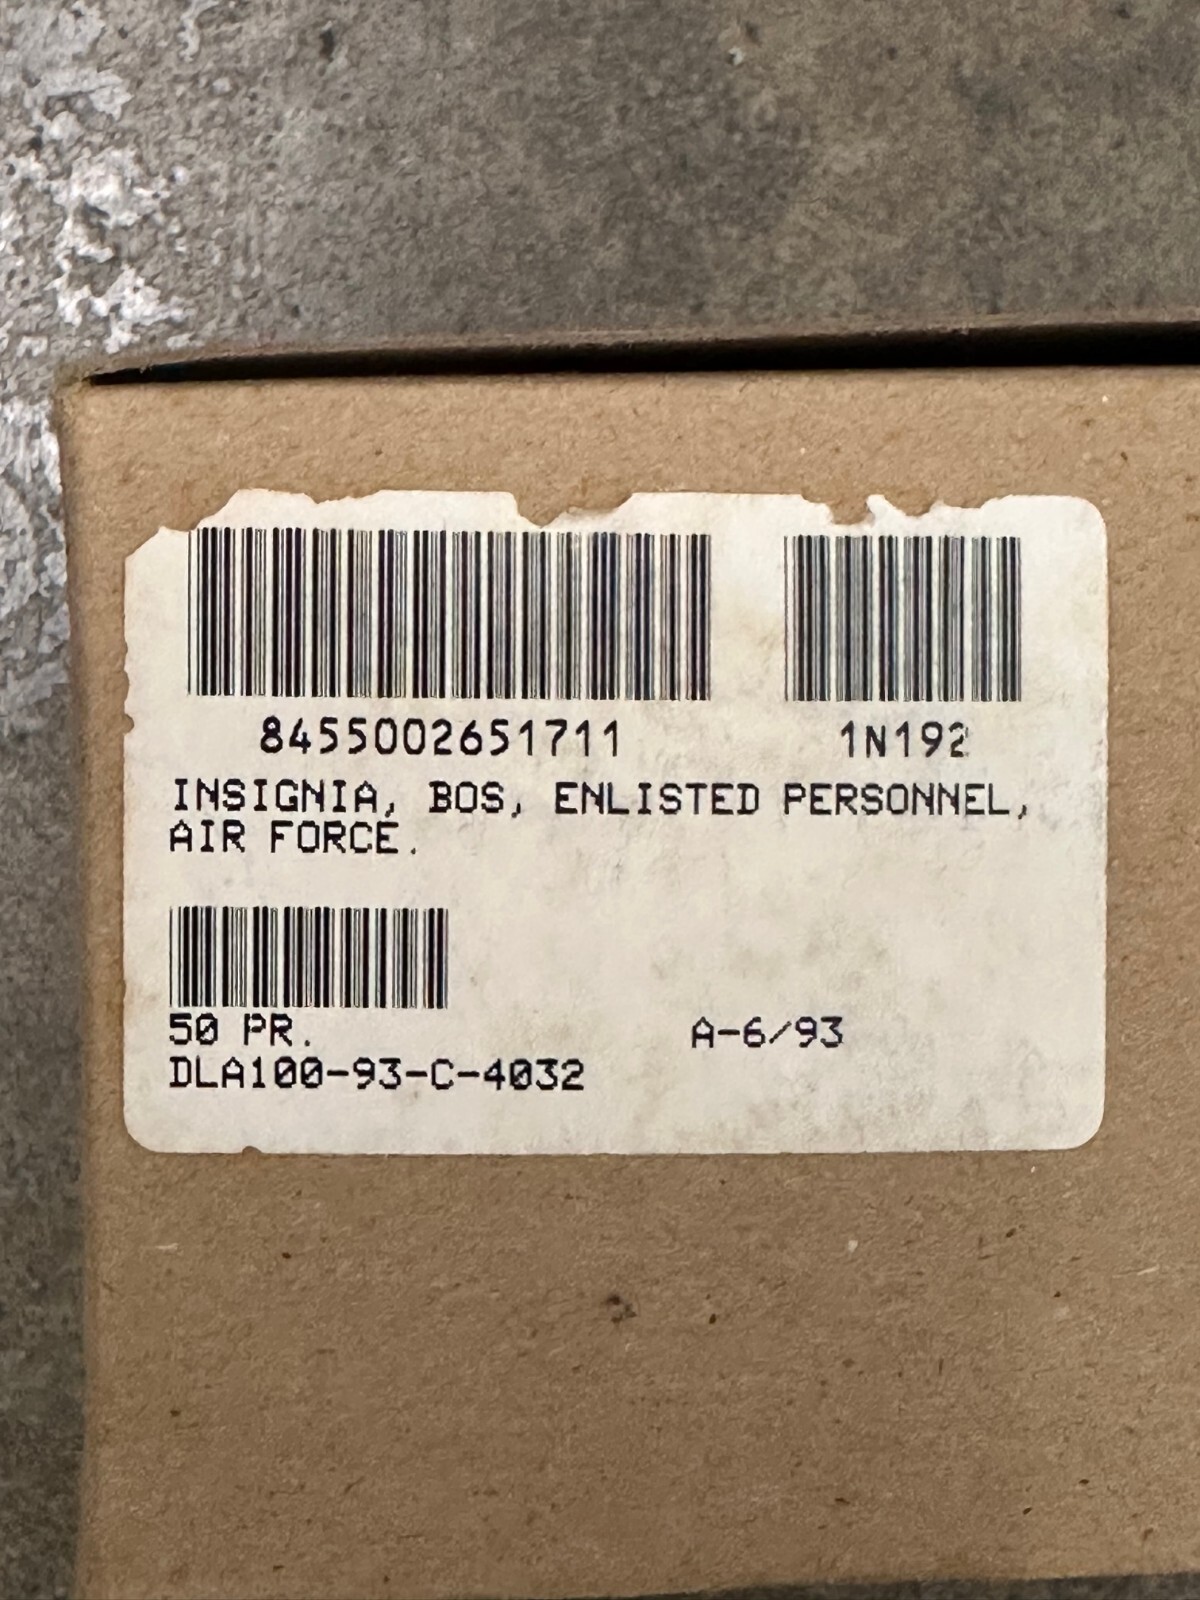 8455002651711 1N192
INSIGNIA, BOS, ENLISTED PERSONNEL,
AIR FORCE.
50 PR. A-6/93
DLA100-93-C-4032